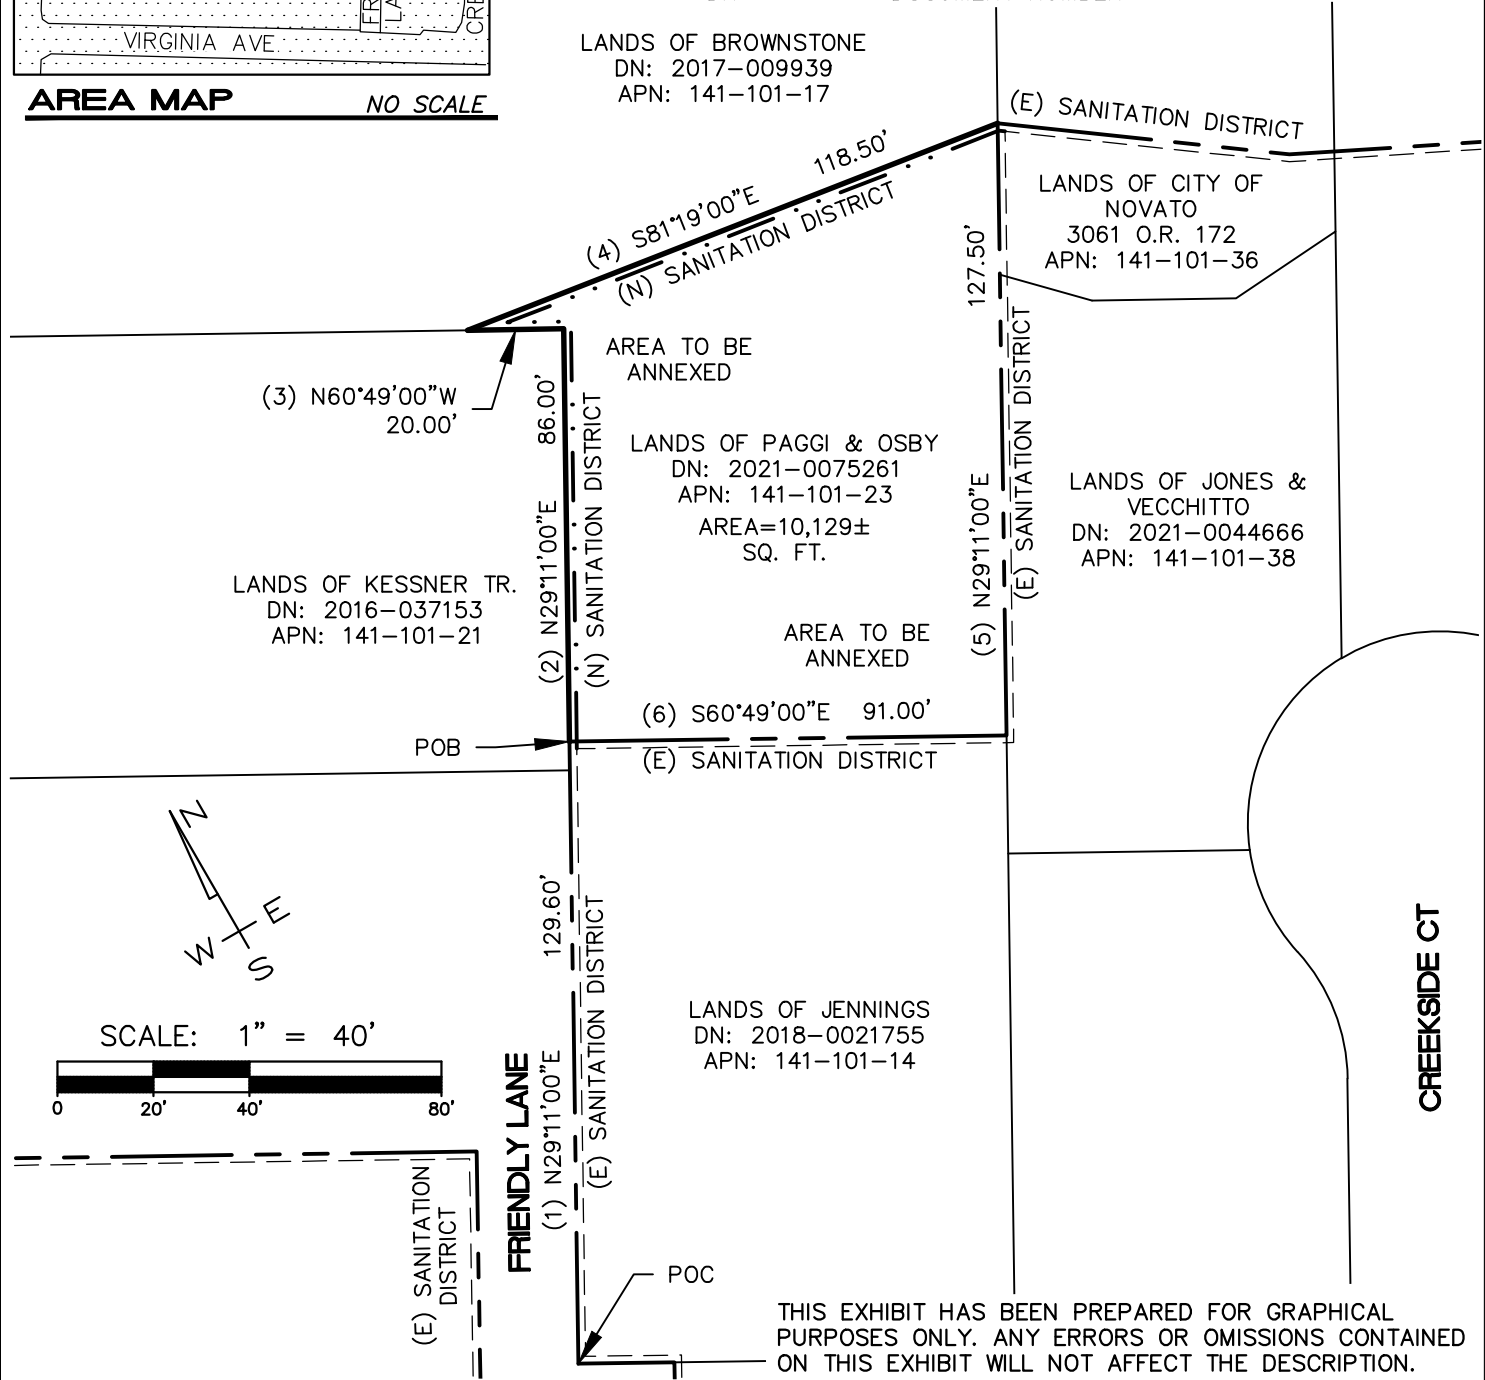 VIRGINIA AVE
FR
LA
CRE
AREA MAP
NO SCALE
LANDS OF BROWNSTONE
DN: 2017-009939
APN: 141-101-17
(E) SANITATION DISTRICT
118.50'
(4) S81°19'00"E
(N) SANITATION DISTRICT
LANDS OF CITY OF
NOVATO
3061 O.R. 172
APN: 141-101-36
127.50'
(5) N29°11'00"E
(E) SANITATION DISTRICT
AREA TO BE
ANNEXED
(3) N60°49'00"W
20.00'
86.00'
(2) N29°11'00"E
(N) SANITATION DISTRICT
LANDS OF PAGGI & OSBY
DN: 2021-0075261
APN: 141-101-23
AREA=10,129±
SQ. FT.
LANDS OF JONES &
VECCHITTO
DN: 2021-0044666
APN: 141-101-38
LANDS OF KESSNER TR.
DN: 2016-037153
APN: 141-101-21
AREA TO BE
ANNEXED
(6) S60°49'00"E 91.00'
POB
(E) SANITATION DISTRICT
N
E
W
S
129.60'
(1) N29°11'00"E
(E) SANITATION DISTRICT
LANDS OF JENNINGS
DN: 2018-0021755
APN: 141-101-14
CREEKSIDE CT
SCALE: 1" = 40'
0 20' 40' 80'
FRIENDLY LANE
(E) SANITATION
DISTRICT
POC
THIS EXHIBIT HAS BEEN PREPARED FOR GRAPHICAL
PURPOSES ONLY. ANY ERRORS OR OMISSIONS CONTAINED
ON THIS EXHIBIT WILL NOT AFFECT THE DESCRIPTION.